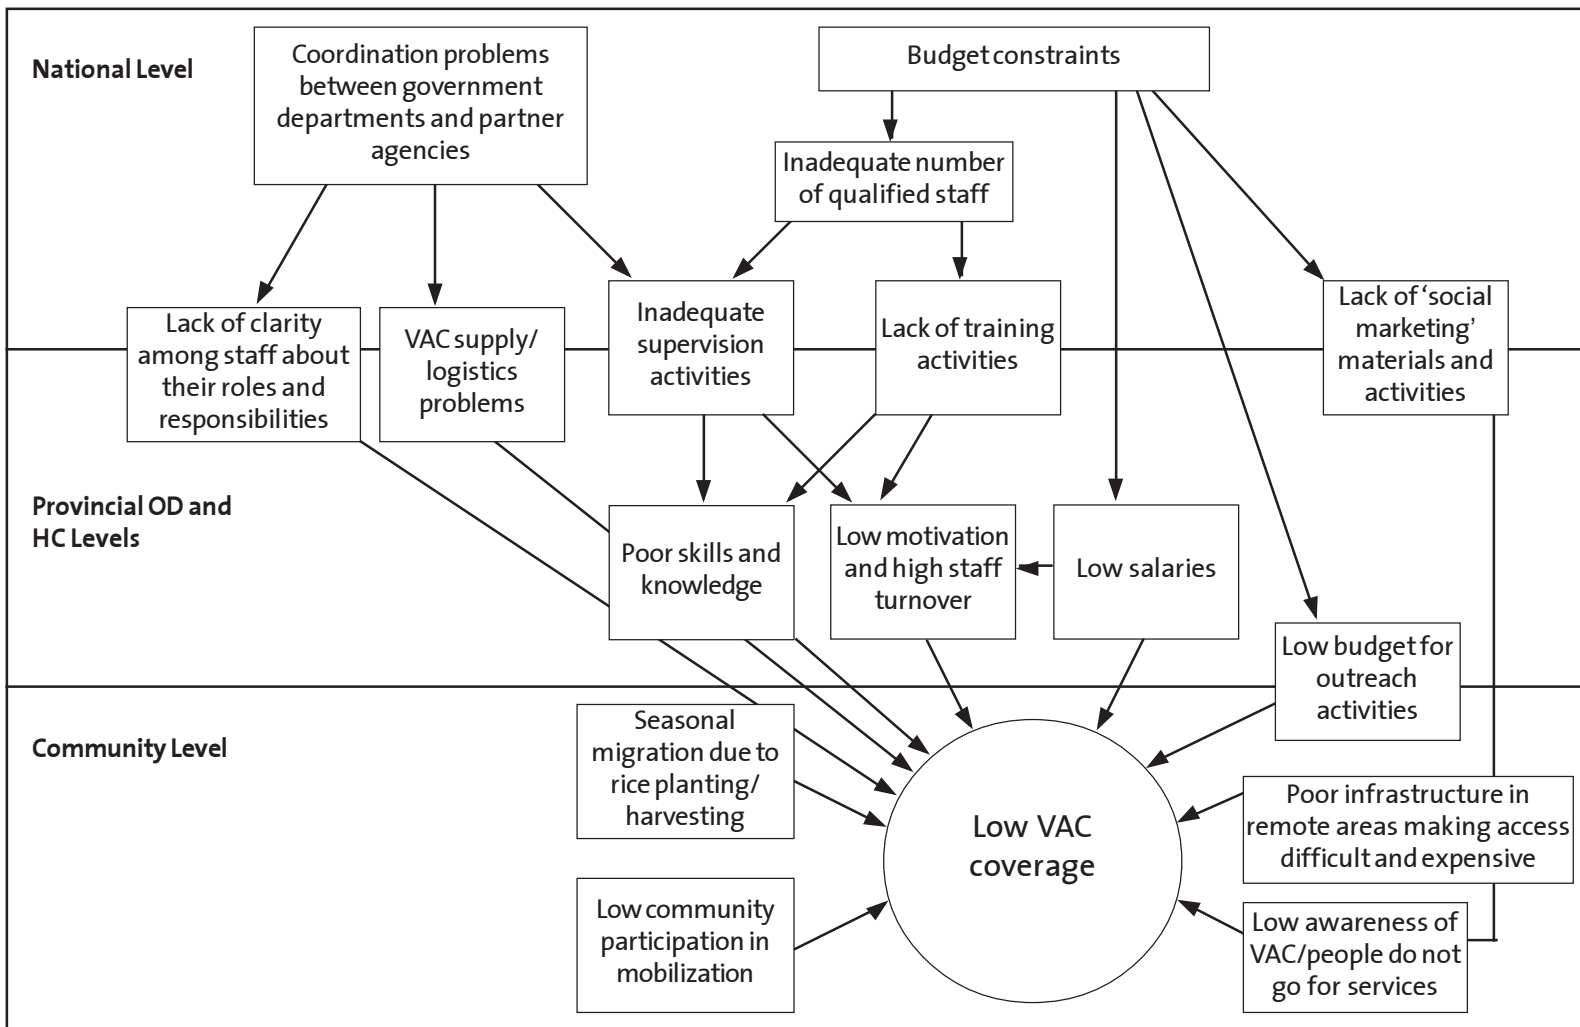 National Level
Coordination problems
between government
departments and partner
agencies
Budget constraints
Inadequate number
of qualified staff
Lack of clarity
among staff about
their roles and
responsibilities
VAC supply/
logistics
problems
Inadequate
supervision
activities
Lack of training
activities
Lack of ‘social
marketing’
materials and
activities
Provincial OD and
HC Levels
Poor skills and
knowledge
Low motivation
and high staff
turnover
Low salaries
Low budget for
outreach
activities
Community Level
Seasonal
migration due to
rice planting/
harvesting
Low VAC
coverage
Poor infrastructure in
remote areas making access
difficult and expensive
Low community
participation in
mobilization
Low awareness of
VAC/people do not
go for services